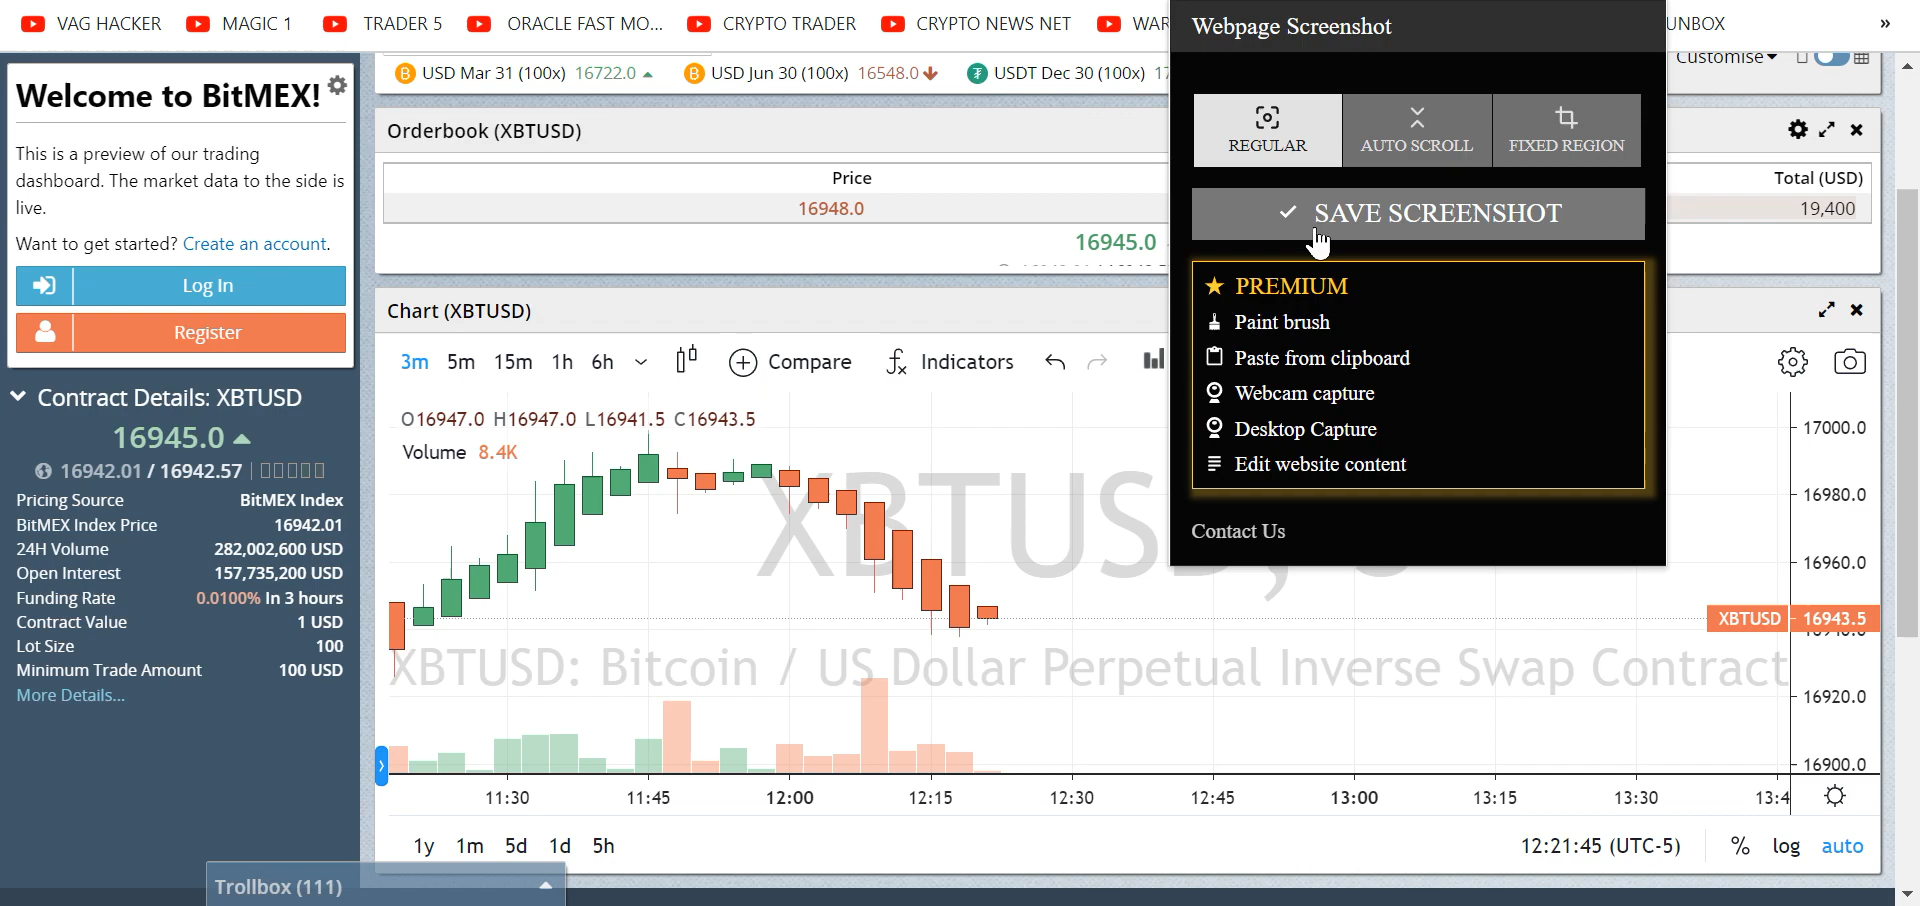 VAG HACKER
MAGIC 1
TRADER 5
ORACLE FAST MO...
CRYPTO TRADER
CRYPTO NEWS NET
WAR
UNBOX
»
Welcome to BitMEX!
This is a preview of our trading
dashboard. The market data to the side is
live.
Want to get started? Create an account.
Log In
Register
Contract Details: XBTUSD
16945.0
16942.01 / 16942.57
Pricing Source BitMEX Index
BitMEX Index Price 16942.01
24H Volume 282,002,600 USD
Open Interest 157,735,200 USD
Funding Rate 0.0100% In 3 hours
Contract Value 1 USD
Lot Size 100
Minimum Trade Amount 100 USD
More Details...
Trollbox (111)
USD Mar 31 (100x) 16722.0
USD Jun 30 (100x) 16548.0
USDT Dec 30 (100x) 17
Customise
Orderbook (XBTUSD)
Price Total (USD)
16948.0 19,400
16945.0
Chart (XBTUSD)
3m 5m 15m 1h 6h Compare Indicators
O16947.0 H16947.0 L16941.5 C16943.5
Volume 8.4K
XBTUSD: Bitcoin / US Dollar Perpetual Inverse Swap Contract
17000.0
16980.0
16960.0
XBTUSD 16943.5
16920.0
16900.0
11:30 11:45 12:00 12:15 12:30 12:45 13:00 13:15 13:30 13:4
1y 1m 5d 1d 5h 12:21:45 (UTC-5) % log auto
Webpage Screenshot
REGULAR
AUTO SCROLL
FIXED REGION
SAVE SCREENSHOT
PREMIUM
Paint brush
Paste from clipboard
Webcam capture
Desktop Capture
Edit website content
Contact Us